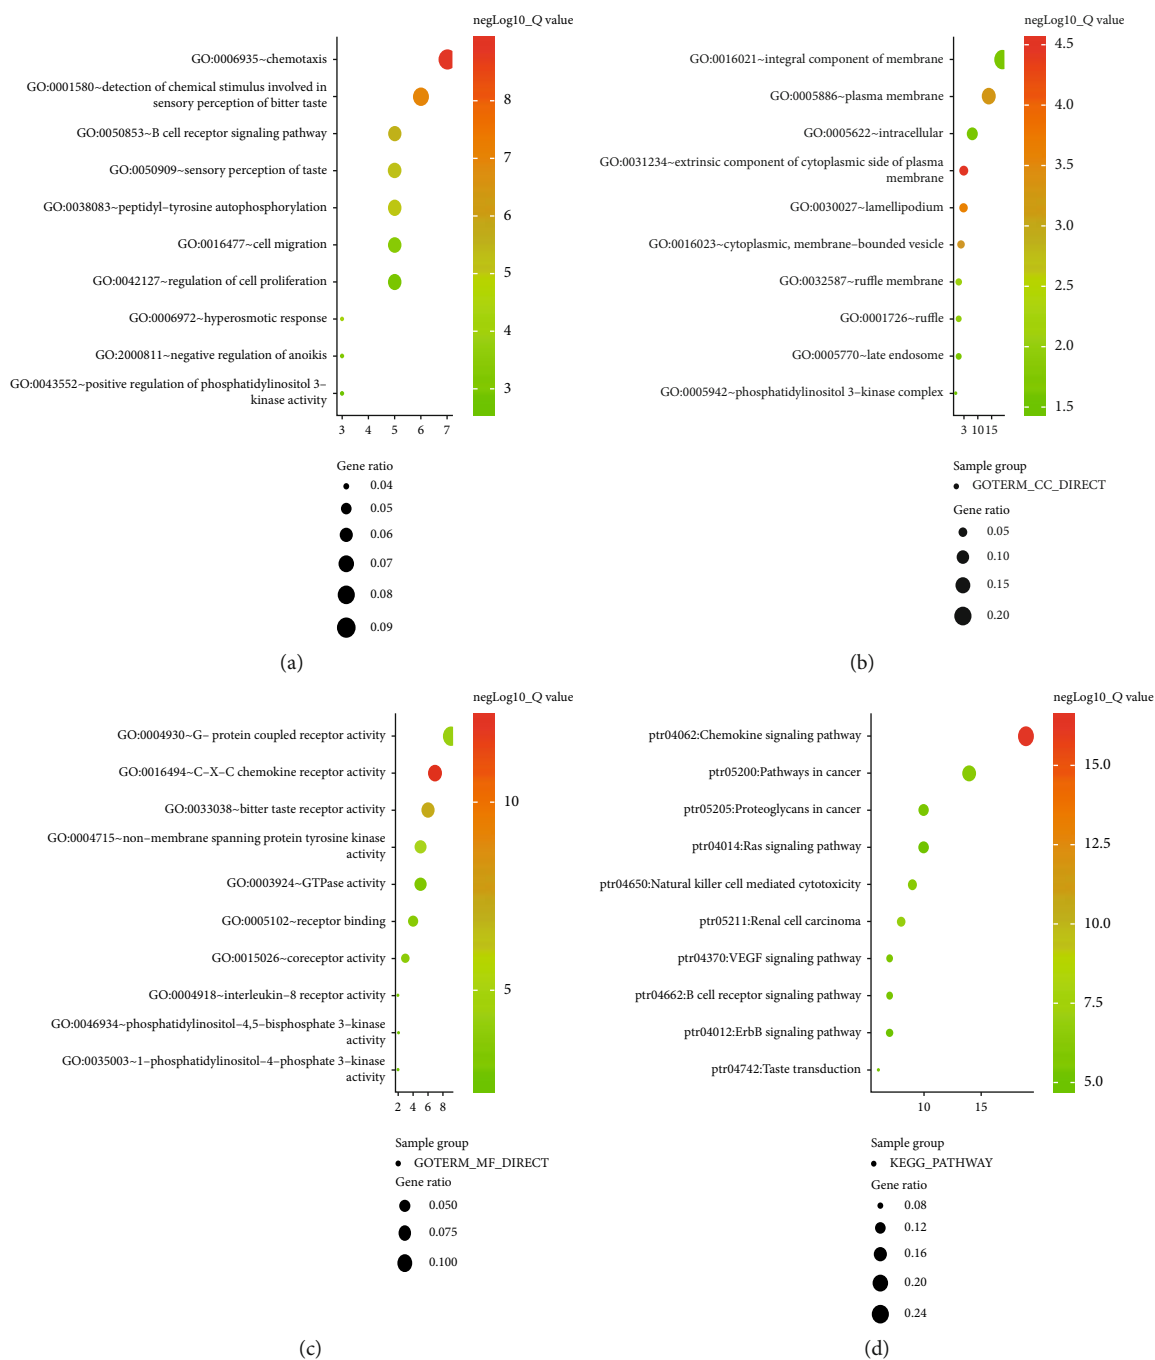 negLog10_Q value
GO:0006935~chemotaxis
GO:0001580~detection of chemical stimulus involved in
sensory perception of bitter taste
GO:0050853~B cell receptor signaling pathway
GO:0050909~sensory perception of taste
GO:0038083~peptidyl–tyrosine autophosphorylation
GO:0016477~cell migration
GO:0042127~regulation of cell proliferation
GO:0006972~hyperosmotic response
GO:2000811~negative regulation of anoikis
GO:0043552~positive regulation of phosphatidylinositol 3–
kinase activity
8
7
6
5
4
3
3 4 5 6 7
Gene ratio
0.04
0.05
0.06
0.07
0.08
0.09
(a)
negLog10_Q value
GO:0016021~integral component of membrane
GO:0005886~plasma membrane
GO:0005622~intracellular
GO:0031234~extrinsic component of cytoplasmic side of plasma
membrane
GO:0030027~lamellipodium
GO:0016023~cytoplasmic, membrane–bounded vesicle
GO:0032587~ruffle membrane
GO:0001726~ruffle
GO:0005770~late endosome
GO:0005942~phosphatidylinositol 3–kinase complex
4.5
4.0
3.5
3.0
2.5
2.0
1.5
3 10 15
Sample group
GOTERM_CC_DIRECT
Gene ratio
0.05
0.10
0.15
0.20
(b)
negLog10_Q value
GO:0004930~G– protein coupled receptor activity
GO:0016494~C–X–C chemokine receptor activity
GO:0033038~bitter taste receptor activity
GO:0004715~non–membrane spanning protein tyrosine kinase
activity
GO:0003924~GTPase activity
GO:0005102~receptor binding
GO:0015026~coreceptor activity
GO:0004918~interleukin–8 receptor activity
GO:0046934~phosphatidylinositol–4,5–bisphosphate 3–kinase
activity
GO:0035003~1–phosphatidylinositol–4–phosphate 3–kinase
activity
10
5
2 4 6 8
Sample group
GOTERM_MF_DIRECT
Gene ratio
0.050
0.075
0.100
(c)
negLog10_Q value
ptr04062:Chemokine signaling pathway
ptr05200:Pathways in cancer
ptr05205:Proteoglycans in cancer
ptr04014:Ras signaling pathway
ptr04650:Natural killer cell mediated cytotoxicity
ptr05211:Renal cell carcinoma
ptr04370:VEGF signaling pathway
ptr04662:B cell receptor signaling pathway
ptr04012:ErbB signaling pathway
ptr04742:Taste transduction
15.0
12.5
10.0
7.5
5.0
10 15
Sample group
KEGG_PATHWAY
Gene ratio
0.08
0.12
0.16
0.20
0.24
(d)